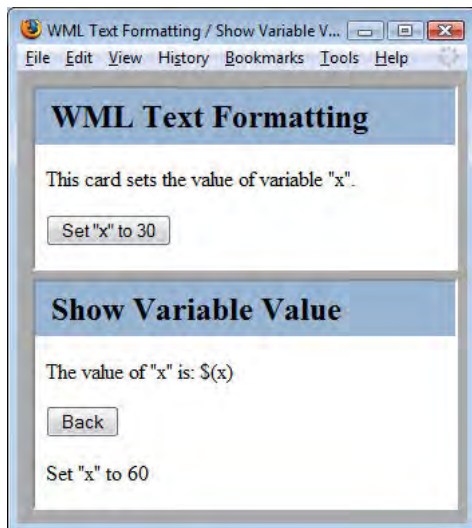 WML Text Formatting / Show Variable V...
File Edit View History Bookmarks Tools Help
WML Text Formatting
This card sets the value of variable "x".
Set "x" to 30
Show Variable Value
The value of "x" is: $(x)
Back
Set "x" to 60